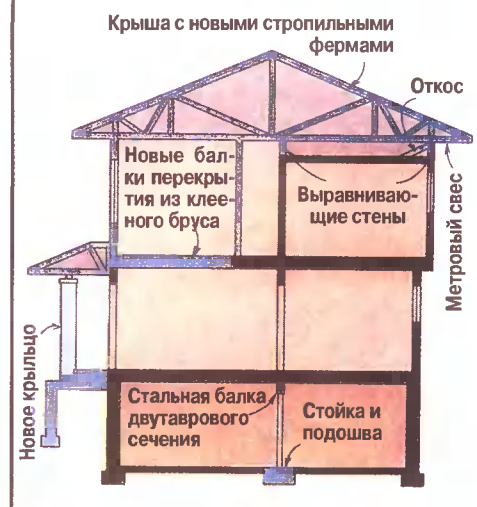 Крыша с новыми стропильными
фермами
Откос
Новые бал-
ки перекры-
тия из клее-
ного бруса
Выравниваю-
щие стены
Метровый свес
Новое крыльцо
Стальная балка
двутаврового
сечения
Стойка и
подошва